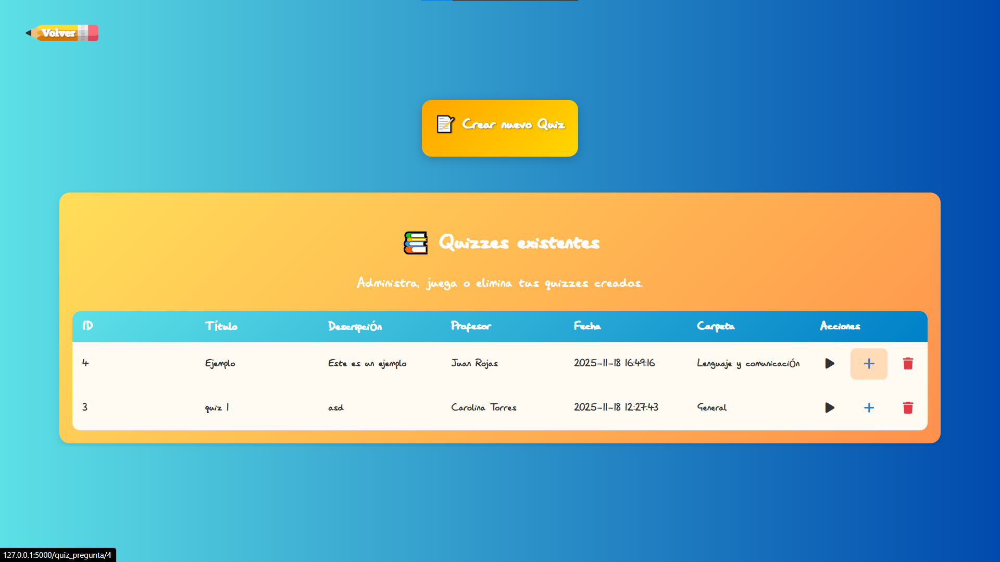 Volver
Crear nuevo Quiz
Quizzes existentes
Administra, juega o elimina tus quizzes creados.
ID Título Descripción Profesor Fecha Carpeta Acciones
4 Ejemplo Este es un ejemplo Juan Rojas 2025-11-18 16:49:16 Lenguaje y comunicación
3 quiz 1 asd Carolina Torres 2025-11-18 12:27:43 General
127.0.0.1:5000/quiz_pregunta/4